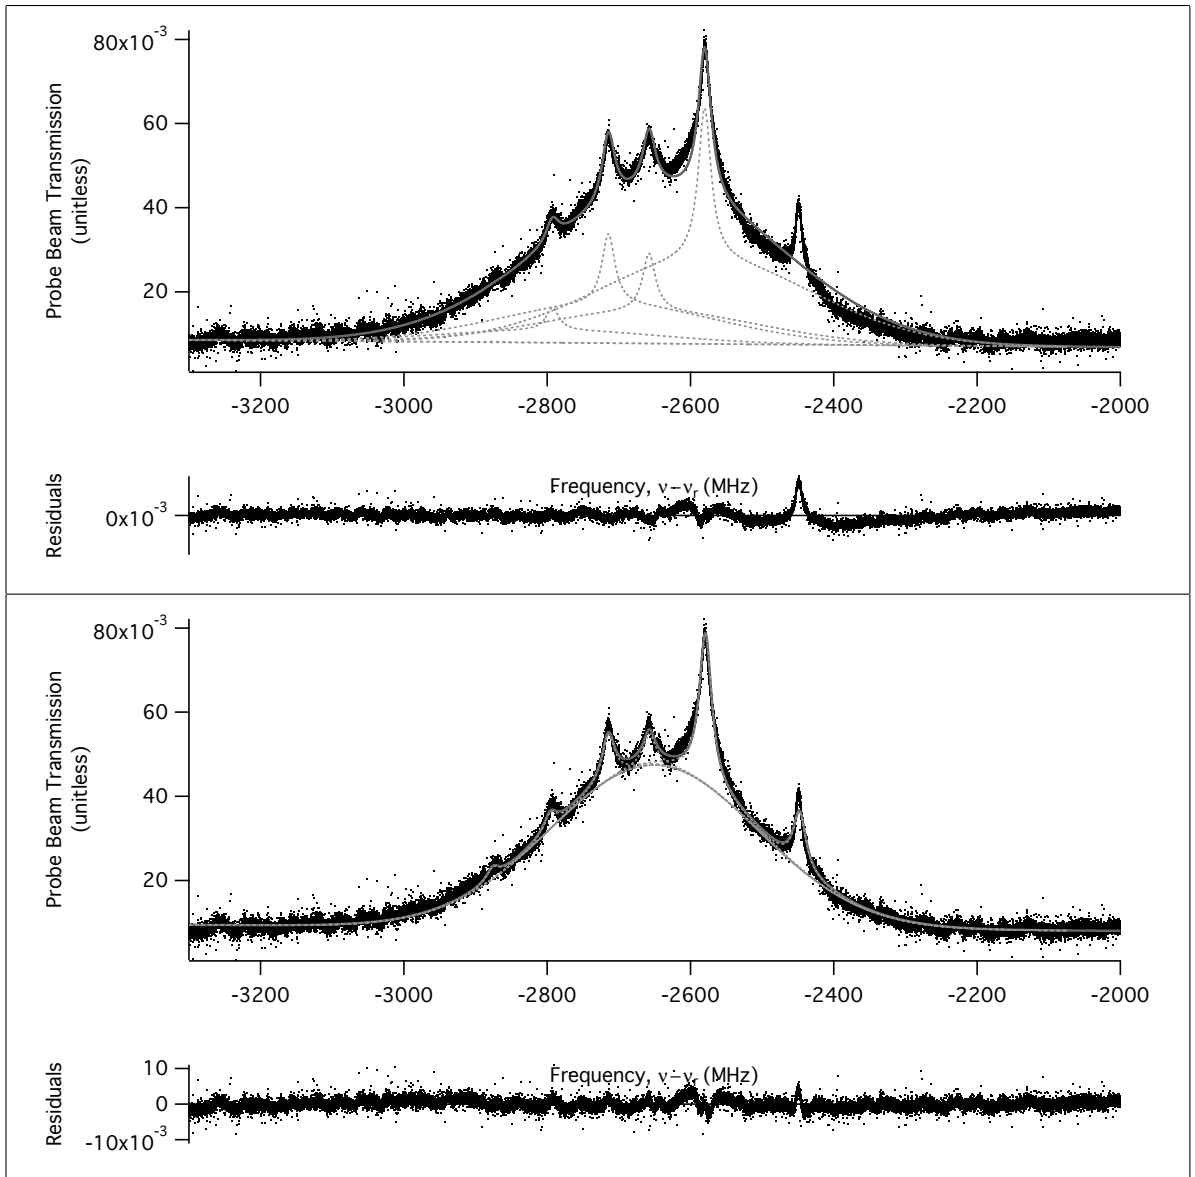 80x10-3
60
40
20
Probe Beam Transmission
(unitless)
-3200 -3000 -2800 -2600 -2400 -2200 -2000
Frequency, ν-νr (MHz)
0x10-3
Residuals
80x10-3
60
40
20
Probe Beam Transmission
(unitless)
-3200 -3000 -2800 -2600 -2400 -2200 -2000
Frequency, ν-νr (MHz)
10
0
-10x10-3
Residuals